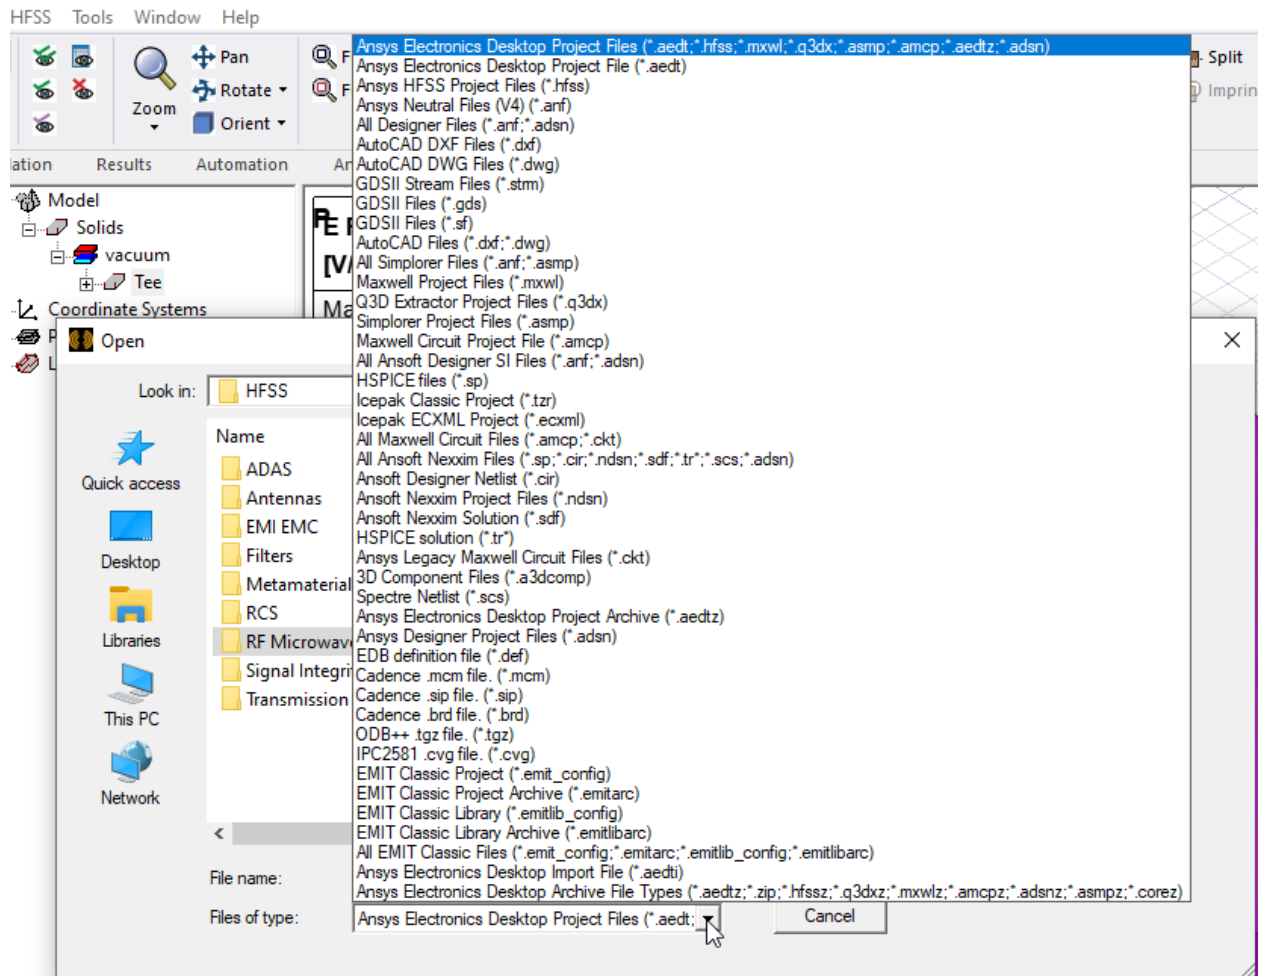 HFSS Tools Window Help
Pan
Split
Rotate
Imprin
Zoom
Orient
Results Automation
Model
Solids
vacuum
Tee
Coordinate Systems
Ansys Electronics Desktop Project Files (*.aedt;*.hfss;*.mxwl;*.q3dx;*.asmp;*.amcp;*.aedtz;*.adsn)
Ansys Electronics Desktop Project File (*.aedt)
Ansys HFSS Project Files (*.hfss)
Ansys Neutral Files (V4) (*.anf)
All Designer Files (*.anf;*.adsn)
AutoCAD DXF Files (*.dxf)
AutoCAD DWG Files (*.dwg)
GDSII Stream Files (*.strm)
GDSII Files (*.gds)
GDSII Files (*.sf)
AutoCAD Files (*.dxf;*.dwg)
All Simplorer Files (*.anf;*.asmp)
Maxwell Project Files (*.mxwl)
Q3D Extractor Project Files (*.q3dx)
Simplorer Project Files (*.asmp)
Maxwell Circuit Project File (*.amcp)
All Ansoft Designer SI Files (*.anf;*.adsn)
HSPICE files (*.sp)
Icepak Classic Project (*.tzr)
Icepak ECXML Project (*.ecxml)
All Maxwell Circuit Files (*.amcp;*.ckt)
All Ansoft Nexxim Files (*.sp;*.cir;*.ndsn;*.sdf;*.tr*;*.scs;*.adsn)
Ansoft Designer Netlist (*.cir)
Ansoft Nexxim Project Files (*.ndsn)
Ansoft Nexxim Solution (*.sdf)
HSPICE solution (*.tr*)
Ansys Legacy Maxwell Circuit Files (*.ckt)
3D Component Files (*.a3dcomp)
Spectre Netlist (*.scs)
Ansys Electronics Desktop Project Archive (*.aedtz)
Ansys Designer Project Files (*.adsn)
EDB definition file (*.def)
Cadence .mcm file. (*.mcm)
Cadence .sip file. (*.sip)
Cadence .brd file. (*.brd)
ODB++ .tgz file. (*.tgz)
IPC2581 .cvg file. (*.cvg)
EMIT Classic Project (*.emit_config)
EMIT Classic Project Archive (*.emitarc)
EMIT Classic Library (*.emitlib_config)
EMIT Classic Library Archive (*.emitlibarc)
All EMIT Classic Files (*.emit_config;*.emitarc;*.emitlib_config;*.emitlibarc)
Ansys Electronics Desktop Import File (*.aedti)
Ansys Electronics Desktop Archive File Types (*.aedtz;*.zip;*.hfssz;*.q3dxz;*.mxwlz;*.amcpz;*.adsnz;*.asmpz;*.corez)
Open
Look in: HFSS
Quick access
Desktop
Libraries
This PC
Network
Name
ADAS
Antennas
EMI EMC
Filters
Metamaterial
RCS
RF Microwave
Signal Integri
Transmission
File name:
Files of type: Ansys Electronics Desktop Project Files (*.aedt;
Cancel